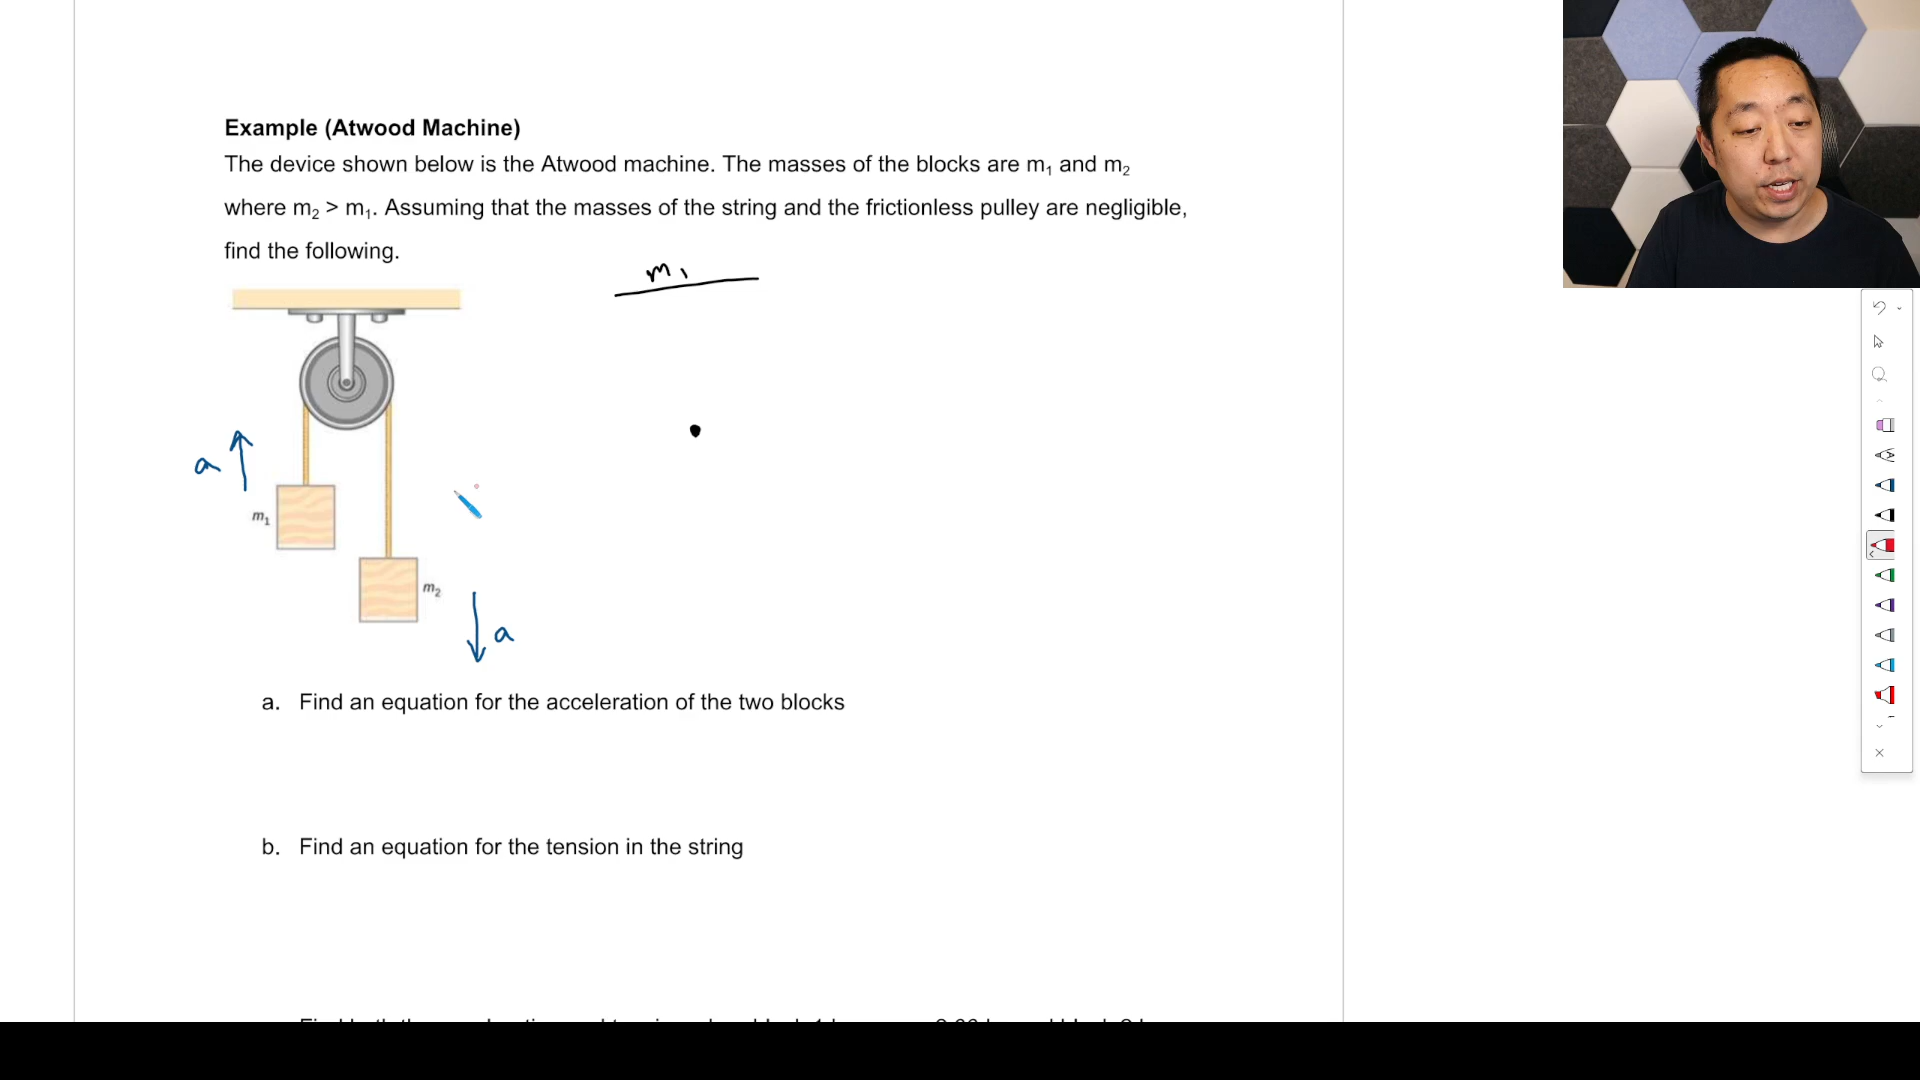 Example (Atwood Machine)
The device shown below is the Atwood machine. The masses of the blocks are m₁ and m₂
where m₂ > m₁. Assuming that the masses of the string and the frictionless pulley are negligible,
find the following.
m₁
a
m₁
m₂
a
a. Find an equation for the acceleration of the two blocks
b. Find an equation for the tension in the string